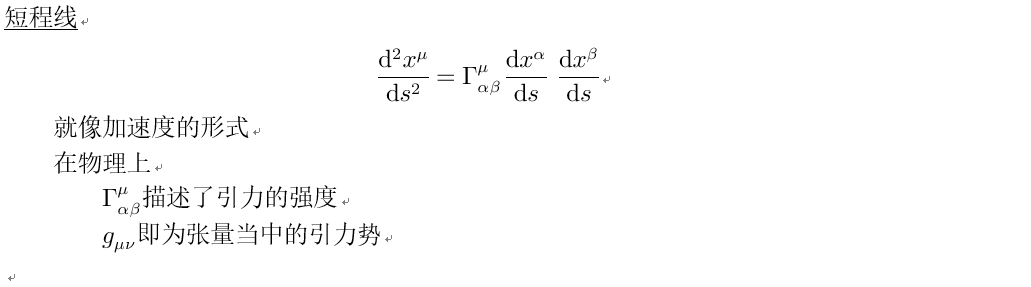 短程线
d²x^μ/ds² = Γ^μ_αβ dx^α/ds dx^β/ds
就像加速度的形式
在物理上
Γ^μ_αβ描述了引力的强度
g_μν即为张量当中的引力势